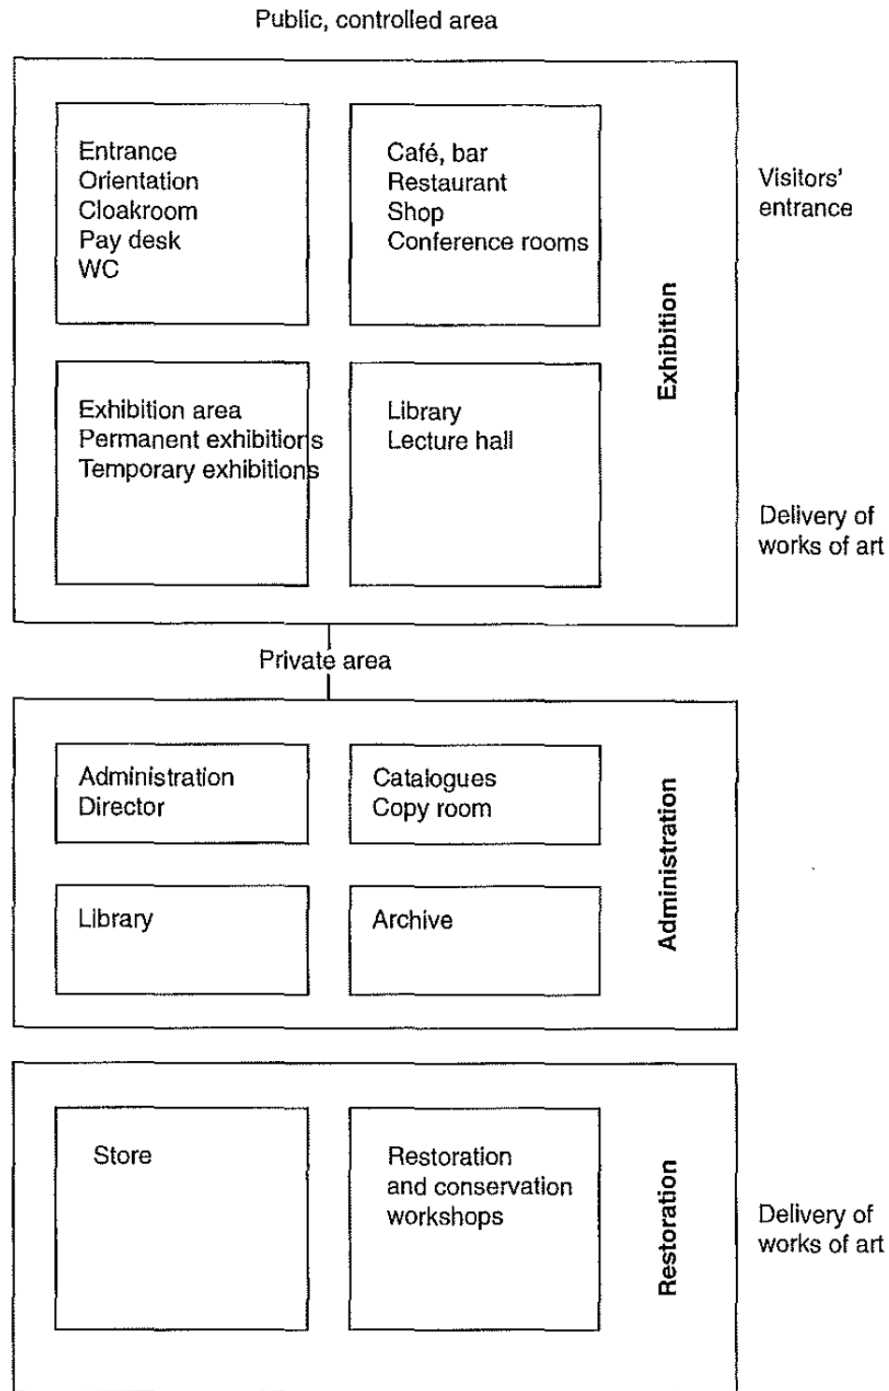 Public, controlled area
Entrance
Orientation
Cloakroom
Pay desk
WC
Café, bar
Restaurant
Shop
Conference rooms
Visitors'
entrance
Exhibition
Exhibition area
Permanent exhibitions
Temporary exhibitions
Library
Lecture hall
Delivery of
works of art
Private area
Administration
Director
Catalogues
Copy room
Administration
Library
Archive
Store
Restoration
and conservation
workshops
Restoration
Delivery of
works of art